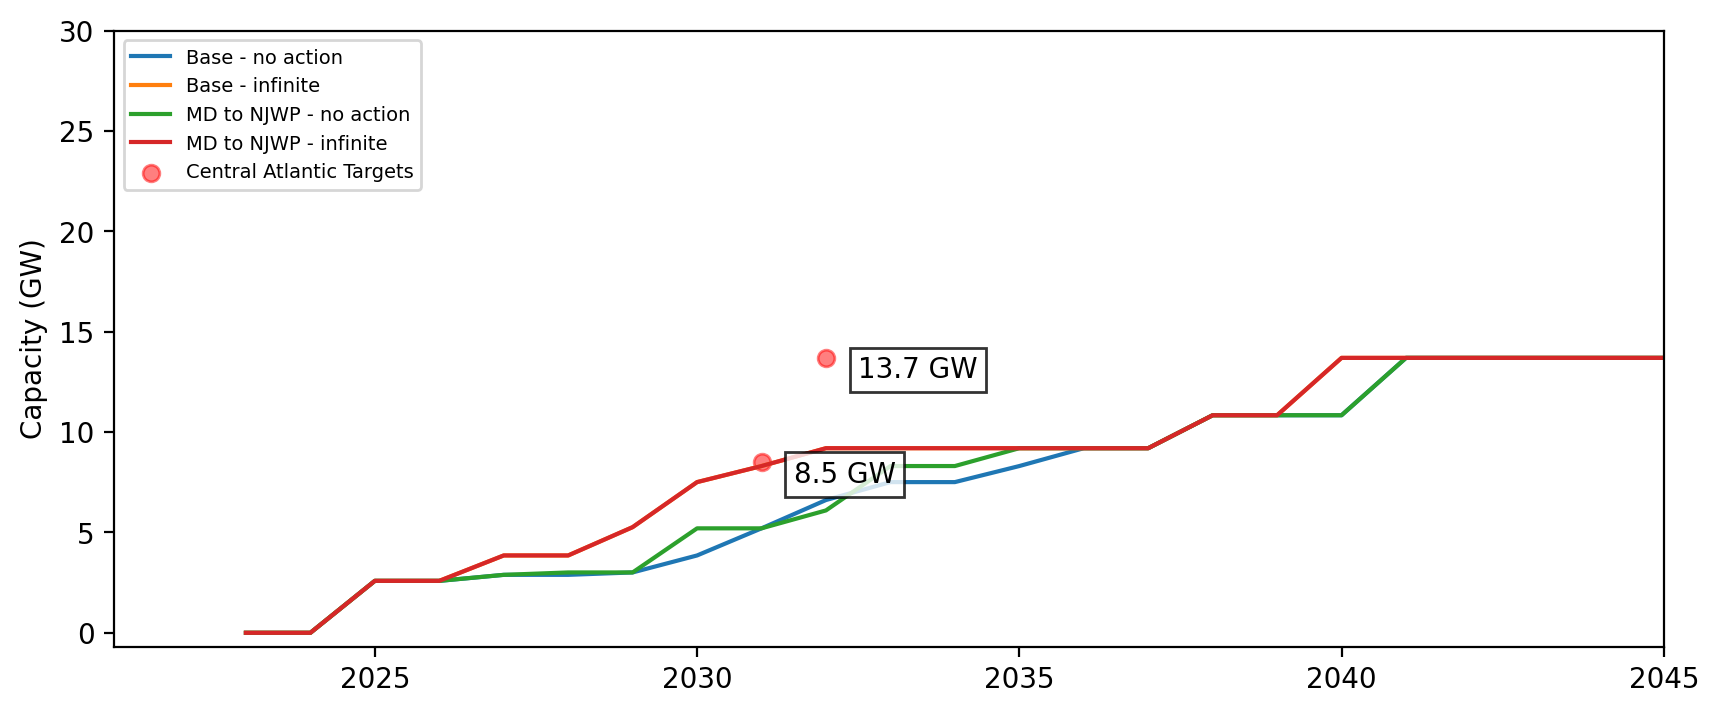 30
25
20
15
10
5
0
Capacity (GW)
Base - no action
Base - infinite
MD to NJWP - no action
MD to NJWP - infinite
Central Atlantic Targets
13.7 GW
8.5 GW
2025
2030
2035
2040
2045